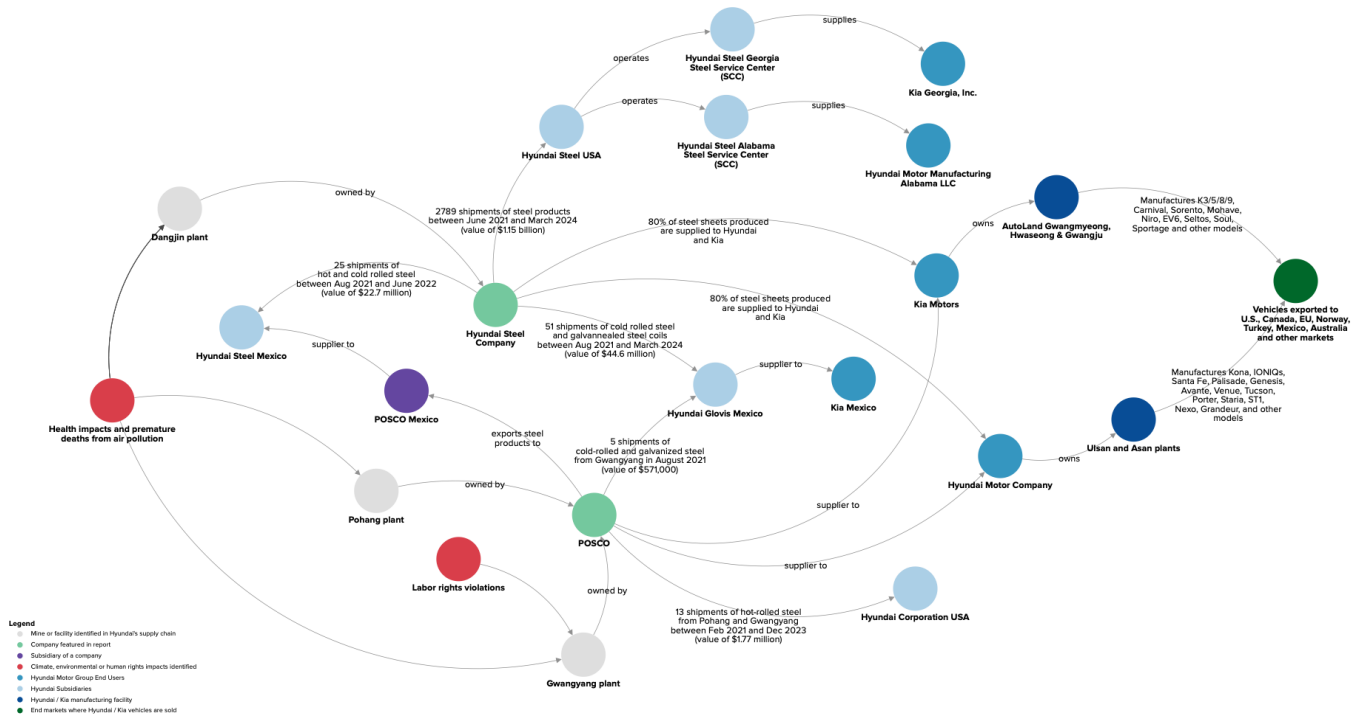 supplies
Hyundai Steel Georgia
Steel Service Center
(SCC)
operates
Kia Georgia, Inc.
operates
supplies
Hyundai Steel USA
Hyundai Steel Alabama
Steel Service Center
(SCC)
Hyundai Motor Manufacturing
Alabama LLC
owned by
Dangjin plant
2789 shipments of steel products
between June 2021 and March 2024
(value of $1.15 billion)
80% of steel sheets produced
are supplied to Hyundai
and Kia
owns
AutoLand Gwangmyeong,
Hwaseong & Gwangju
Manufactures K3/5/8/9,
Carnival, Sorento, Mohave,
Niro, EV6, Seltos, Soul,
Sportage and other models
25 shipments of
hot and cold rolled steel
between Aug 2021 and June 2022
(value of $22.7 million)
Kia Motors
80% of steel sheets produced
are supplied to Hyundai
and Kia
Vehicles exported to
U.S., Canada, EU, Norway,
Turkey, Mexico, Australia
and other markets
Hyundai Steel
Company
51 shipments of cold rolled steel
and galvannealed steel coils
between Aug 2021 and March 2024
(value of $44.6 million)
Hyundai Steel Mexico
supplier to
supplier to
Manufactures Kona, IONIQs,
Santa Fe, Palisade, Genesis,
Avante, Venue, Tucson,
Porter, Staria, ST1,
Nexo, Grandeur, and other
models
POSCO Mexico
Hyundai Glovis Mexico
Kia Mexico
Health impacts and premature
deaths from air pollution
exports steel
products to
5 shipments of
cold-rolled and galvanized steel
from Gwangyang in August 2021
(value of $571,000)
Ulsan and Asan plants
owns
Hyundai Motor Company
owned by
Pohang plant
supplier to
POSCO
supplier to
Labor rights violations
owned by
13 shipments of hot-rolled steel
from Pohang and Gwangyang
between Feb 2021 and Dec 2023
(value of $1.77 million)
Hyundai Corporation USA
Gwangyang plant
Legend
Mine or facility identified in Hyundai's supply chain
Company featured in report
Subsidiary of a company
Climate, environmental or human rights impacts identified
Hyundai Motor Group End Users
Hyundai Subsidiaries
Hyundai / Kia manufacturing facility
End markets where Hyundai / Kia vehicles are sold